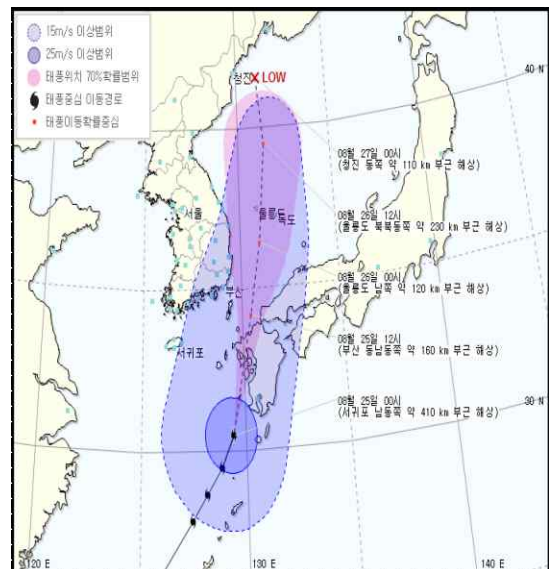 15m/s 이상범위
25m/s 이상범위
태풍위치 70%확률범위
태풍중심 이동경로
태풍이동확률중심
청진 LOW
40 N
08월 27일 00시
(청진 동쪽 약 110 km 부근 해상)
서울
울릉도
독도
08월 26일 12시
(울릉도 북북동쪽 약 230 km 부근 해상)
08월 26일 00시
(울릉도 남쪽 약 120 km 부근 해상)
부산
08월 25일 12시
(부산 동남동쪽 약 160 km 부근 해상)
서귀포
08월 25일 00시
(서귀포 남동쪽 약 410 km 부근 해상)
30 N
120 E
130 E
140 E